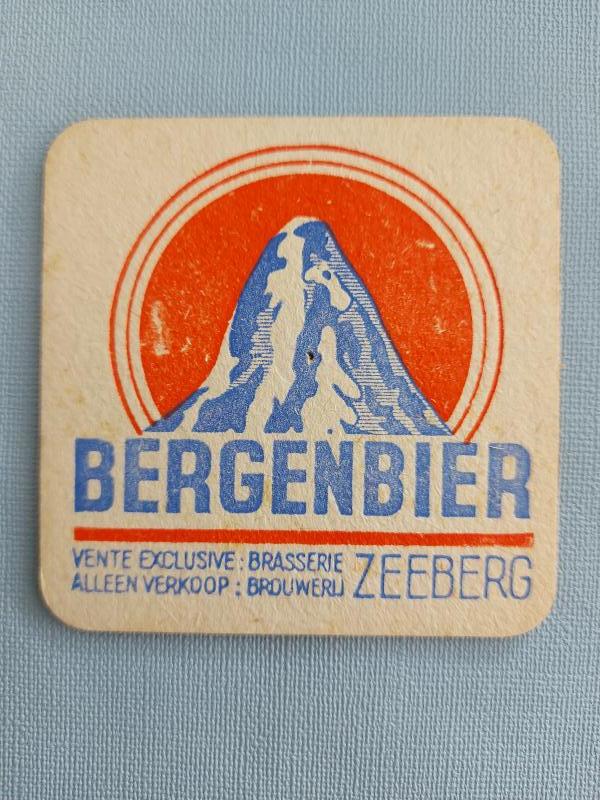 BERGENBIER
VENTE EXCLUSIVE : BRASSERIE ZEEBERG
ALLEEN VERKOOP : BROUWERIJ